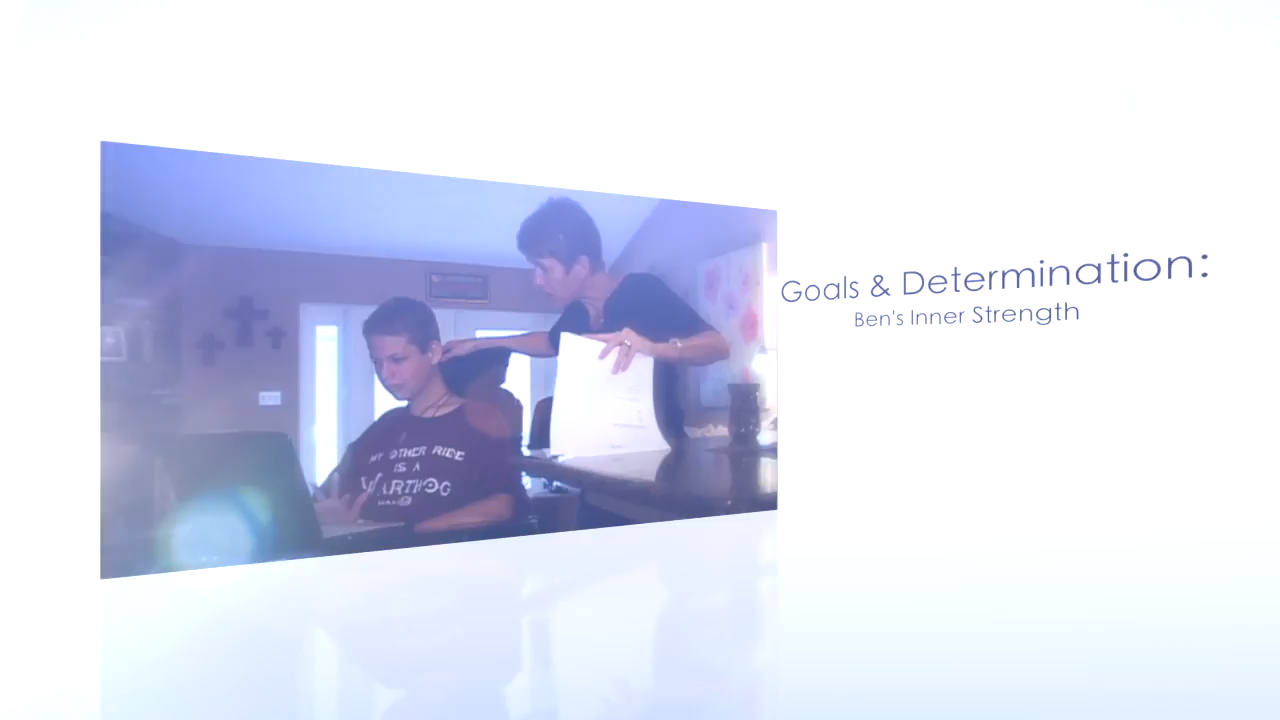 Goals & Determination:
Ben's Inner Strength
MY OTHER RIDE
IS A
WARTHOG